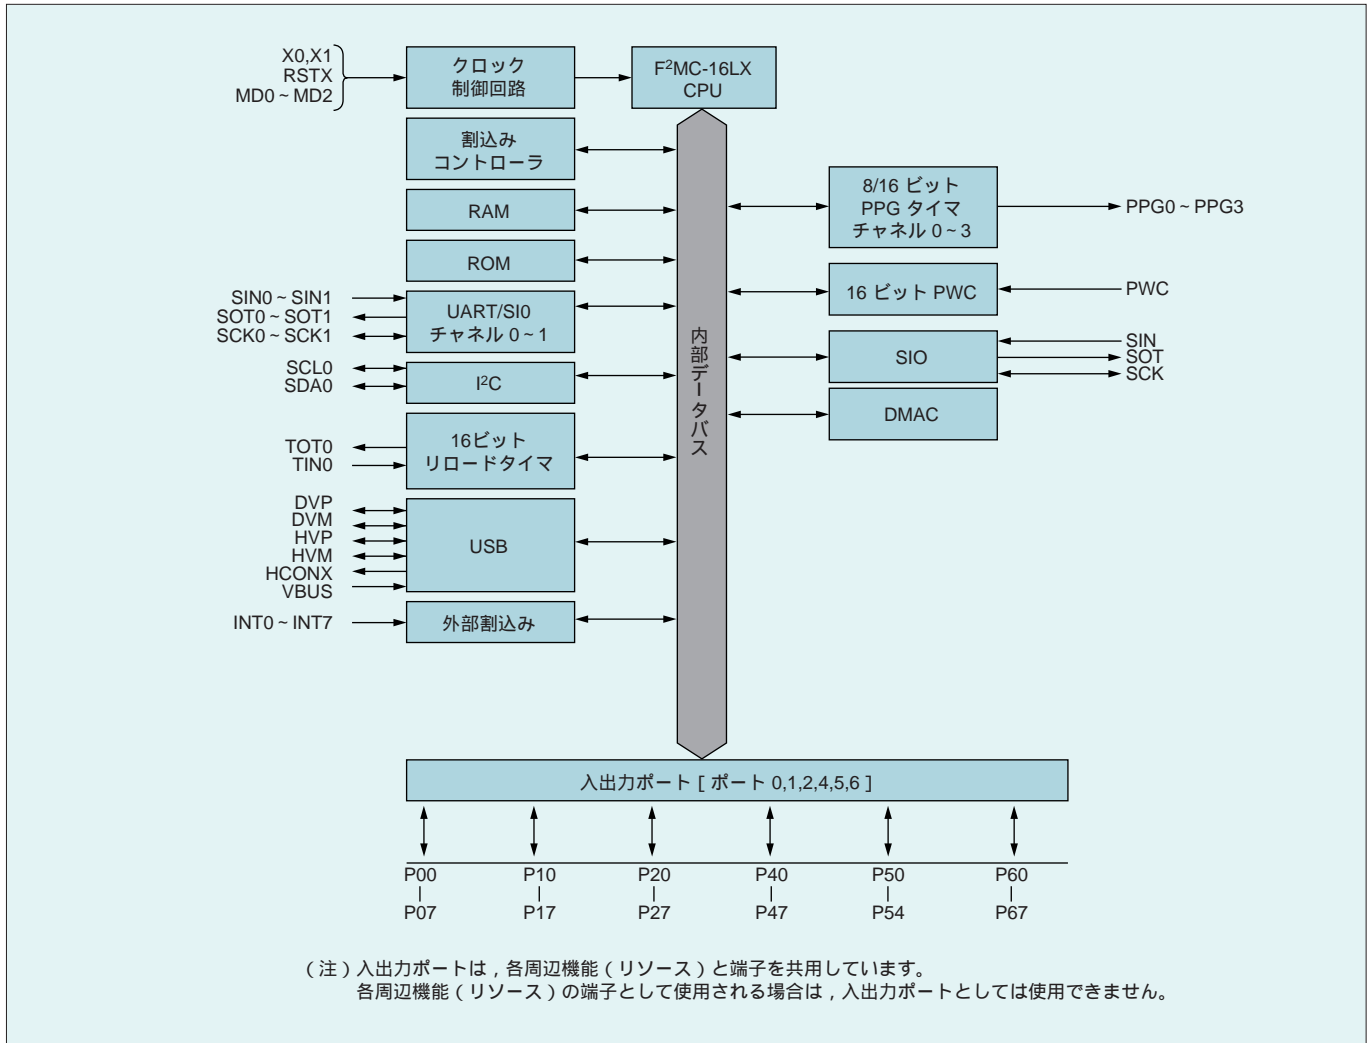 X0,X1
RSTX
MD0 ~ MD2
クロック
制御回路
F²MC-16LX
CPU
割込み
コントローラ
RAM
ROM
SIN0 ~ SIN1
SOT0 ~ SOT1
SCK0 ~ SCK1
UART/SI0
チャネル 0 ~ 1
SCL0
SDA0
I²C
TOT0
TIN0
16ビット
リロードタイマ
DVP
DVM
HVP
HVM
HCONX
VBUS
USB
INT0 ~ INT7
外部割込み
内部データバス
8/16 ビット
PPG タイマ
チャネル 0 ~ 3
PPG0 ~ PPG3
16 ビット PWC
PWC
SIO
SIN
SOT
SCK
DMAC
入出力ポート [ ポート 0,1,2,4,5,6 ]
P00 P10 P20 P40 P50 P60
P07 P17 P27 P47 P54 P67
（注）入出力ポートは , 各周辺機能（リソース）と端子を共用しています。
各周辺機能（リソース）の端子として使用される場合は , 入出力ポートとしては使用できません。